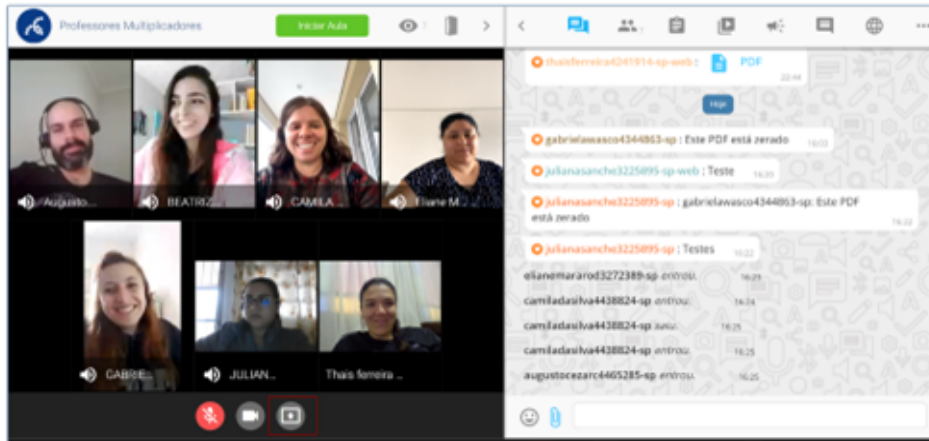 Professores Multiplicadores
Iniciar Aula
Augusto...
BEATRIZ...
CAMILA ...
Eliane M...
GABRIE...
JULIAN...
Thais ferreira ...
thaisferreira4241914-sp-web : PDF
22:44
Hoje
gabrielawasco4344863-sp : Este PDF está zerado 16:03
julianasanche3225895-sp-web : Teste 16:20
julianasanche3225895-sp : gabrielawasco4344863-sp: Este PDF
está zerado 16:22
julianasanche3225895-sp : Testes 16:22
elianemararod3272389-sp entrou. 16:23
camiladasilva4438824-sp entrou. 16:24
camiladasilva4438824-sp saiu. 16:25
camiladasilva4438824-sp entrou. 16:25
augustocezarc4465285-sp entrou. 16:25